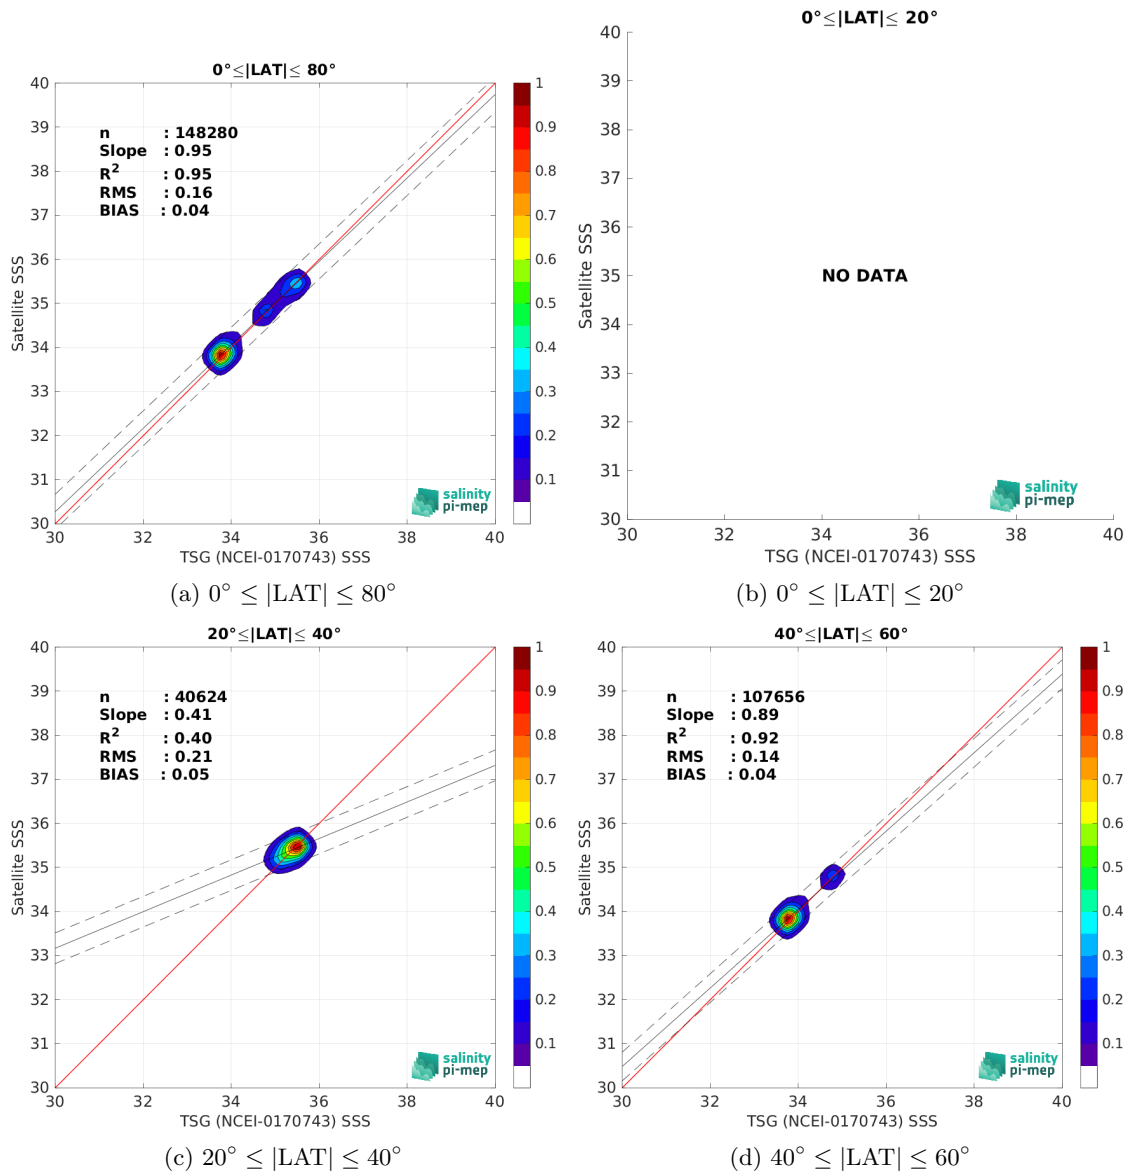 0°≤|LAT|≤ 80°
40
39
38
37
36
35
34
33
32
31
30
Satellite SSS
n : 148280
Slope : 0.95
R² : 0.95
RMS : 0.16
BIAS : 0.04
salinity
pi-mep
30 32 34 36 38 40
TSG (NCEI-0170743) SSS
1
0.9
0.8
0.7
0.6
0.5
0.4
0.3
0.2
0.1
(a) 0° ≤ |LAT| ≤ 80°
0°≤|LAT|≤ 20°
40
39
38
37
36
35
34
33
32
31
30
Satellite SSS
NO DATA
salinity
pi-mep
30 32 34 36 38 40
TSG (NCEI-0170743) SSS
(b) 0° ≤ |LAT| ≤ 20°
20°≤|LAT|≤ 40°
40
39
38
37
36
35
34
33
32
31
30
Satellite SSS
n : 40624
Slope : 0.41
R² : 0.40
RMS : 0.21
BIAS : 0.05
salinity
pi-mep
30 32 34 36 38 40
TSG (NCEI-0170743) SSS
1
0.9
0.8
0.7
0.6
0.5
0.4
0.3
0.2
0.1
(c) 20° ≤ |LAT| ≤ 40°
40°≤|LAT|≤ 60°
40
39
38
37
36
35
34
33
32
31
30
Satellite SSS
n : 107656
Slope : 0.89
R² : 0.92
RMS : 0.14
BIAS : 0.04
salinity
pi-mep
30 32 34 36 38 40
TSG (NCEI-0170743) SSS
1
0.9
0.8
0.7
0.6
0.5
0.4
0.3
0.2
0.1
(d) 40° ≤ |LAT| ≤ 60°